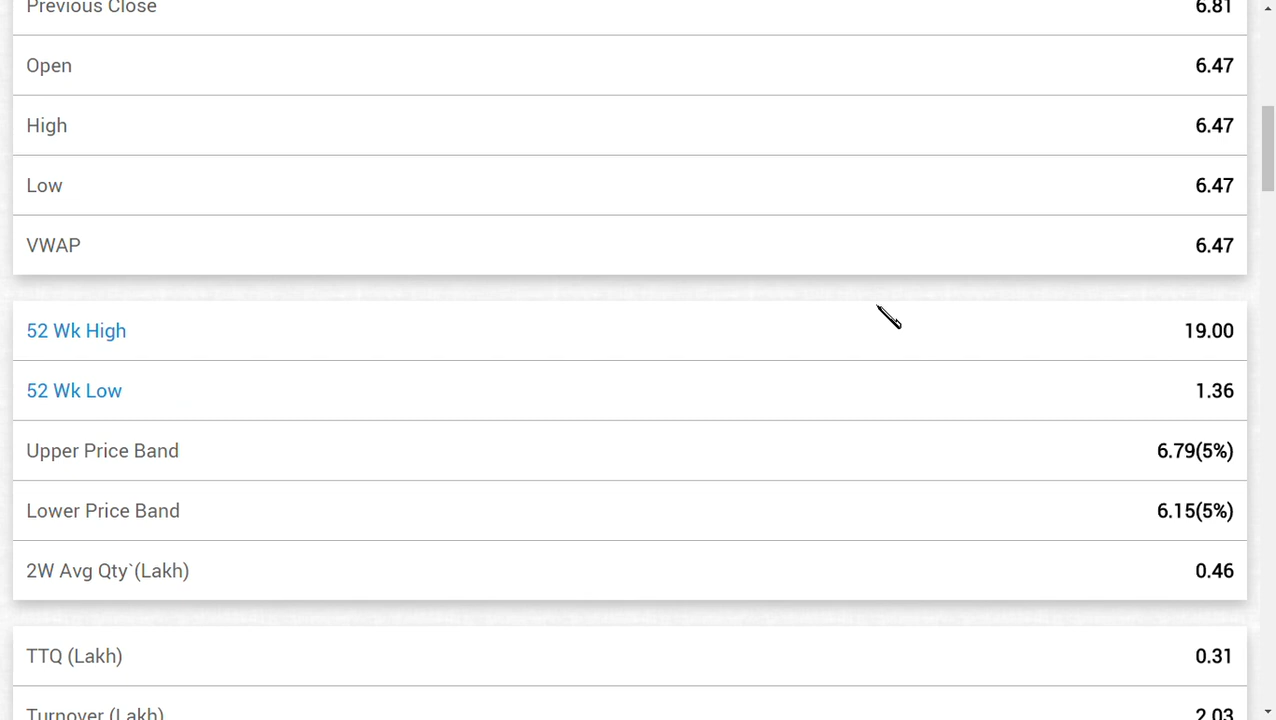 Previous Close 6.81
Open 6.47
High 6.47
Low 6.47
VWAP 6.47
52 Wk High 19.00
52 Wk Low 1.36
Upper Price Band 6.79(5%)
Lower Price Band 6.15(5%)
2W Avg Qty`(Lakh) 0.46
TTQ (Lakh) 0.31
Turnover (Lakh) 2.03